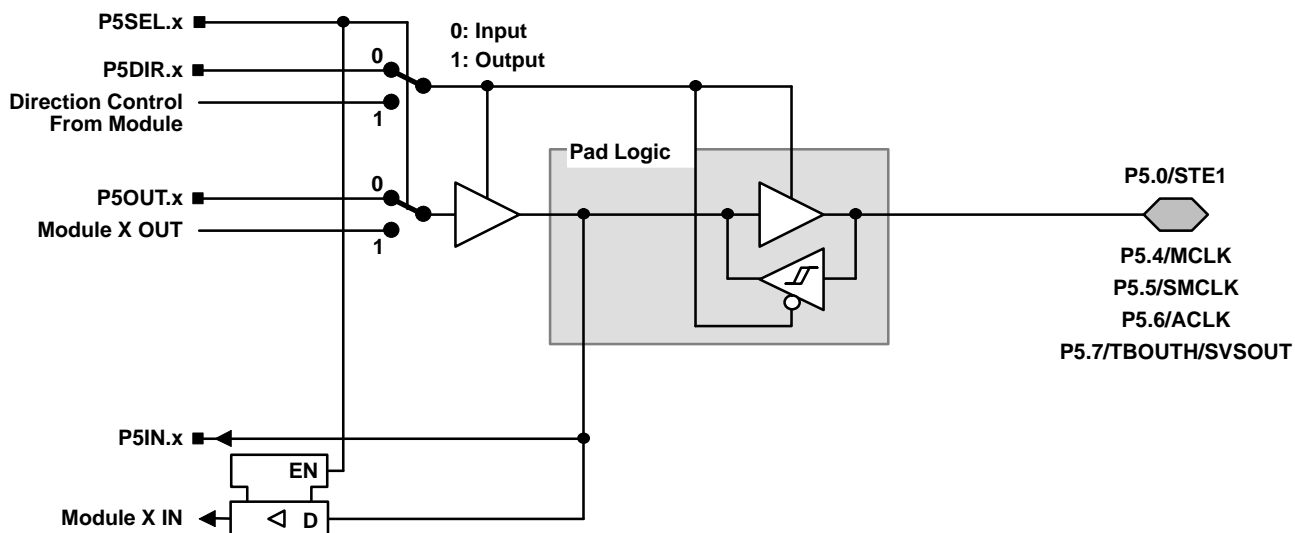 P5SEL.x
0: Input
1: Output
P5DIR.x
0
Direction Control
From Module
1
Pad Logic
P5OUT.x
0
Module X OUT
1
P5.0/STE1
P5.4/MCLK
P5.5/SMCLK
P5.6/ACLK
P5.7/TBOUTH/SVSOUT
P5IN.x
EN
Module X IN
D